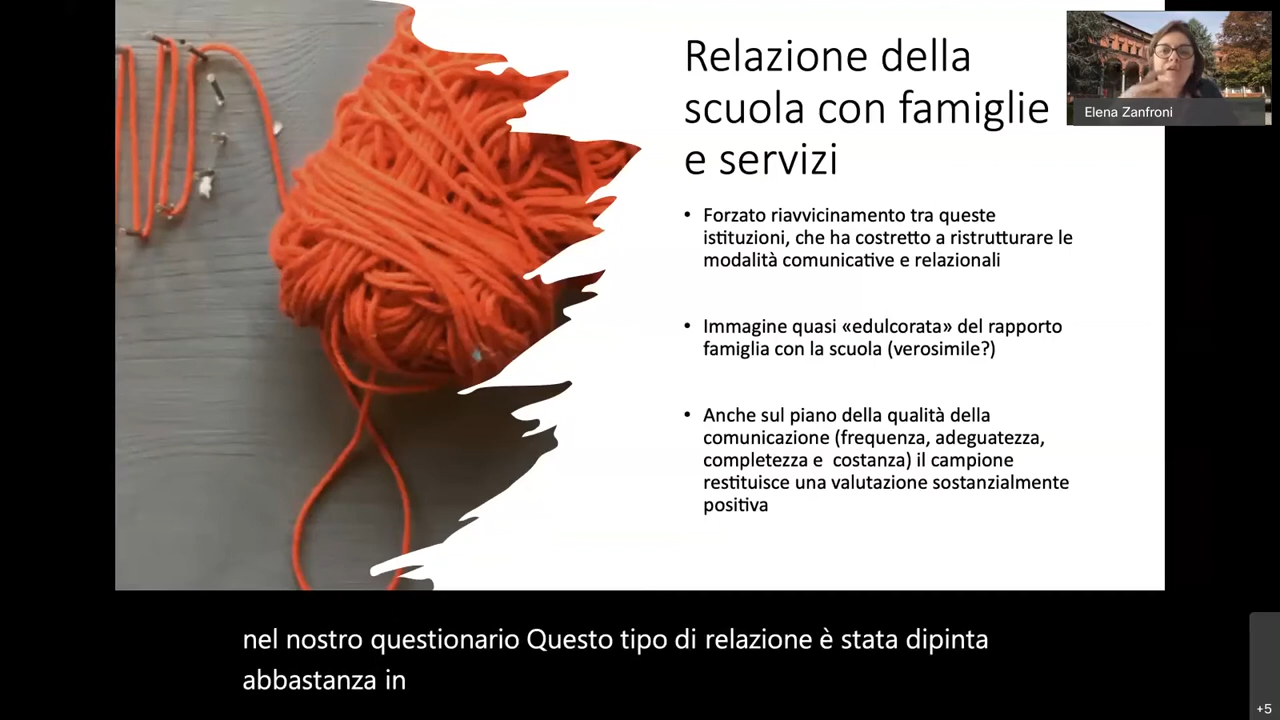 Relazione della
scuola con famiglie
e servizi
Elena Zanfroni
• Forzato riavvicinamento tra queste
istituzioni, che ha costretto a ristrutturare le
modalità comunicative e relazionali
• Immagine quasi «edulcorata» del rapporto
famiglia con la scuola (verosimile?)
• Anche sul piano della qualità della
comunicazione (frequenza, adeguatezza,
completezza e  costanza) il campione
restituisce una valutazione sostanzialmente
positiva
nel nostro questionario Questo tipo di relazione è stata dipinta
abbastanza in
+5